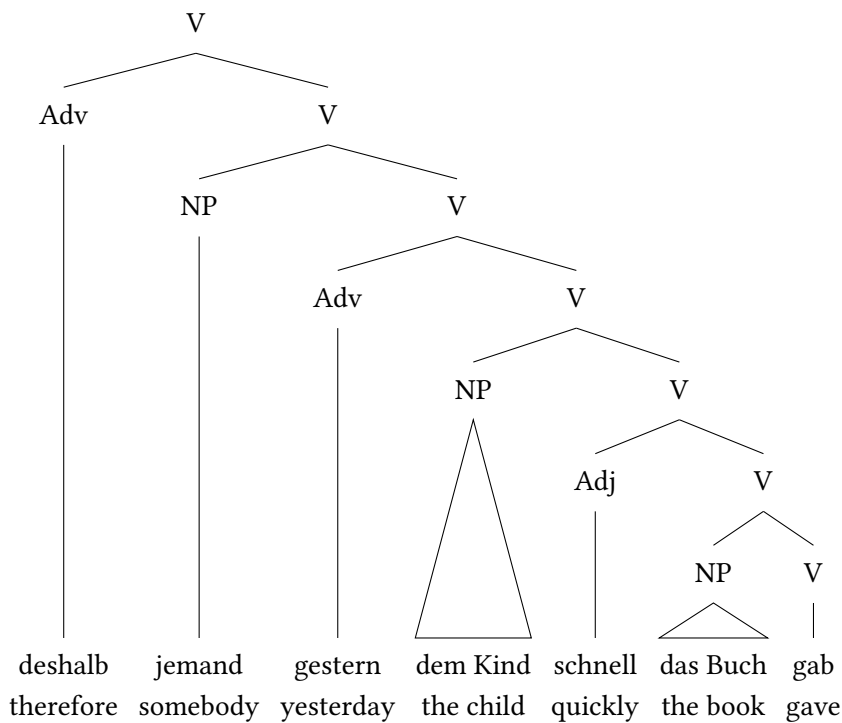 V
Adv V
NP V
Adv V
NP V
Adj V
NP V
deshalb jemand gestern dem Kind schnell das Buch gab
therefore somebody yesterday the child quickly the book gave